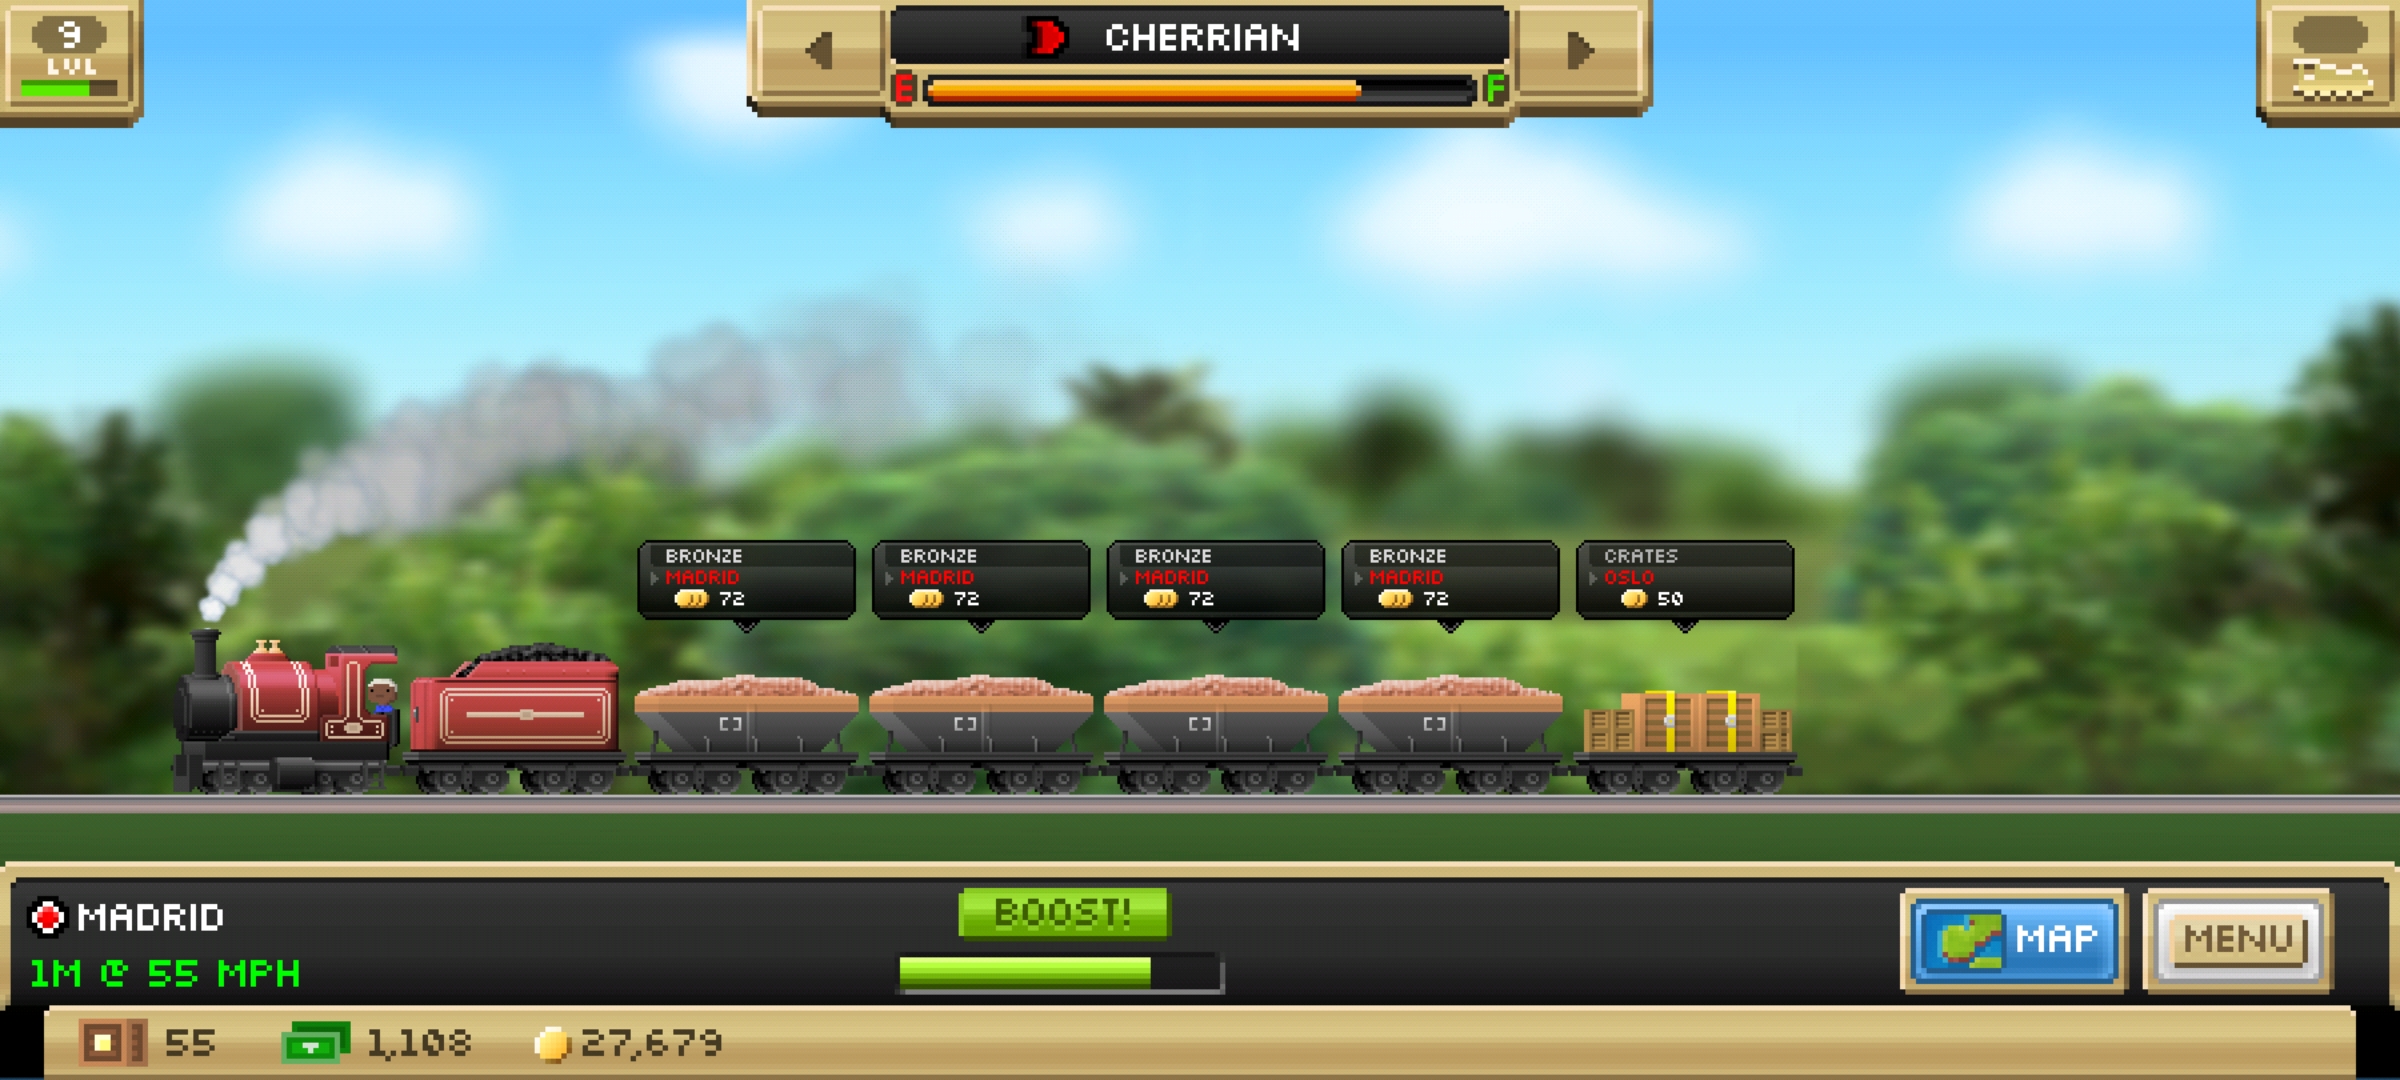 9
LVL
CHERRIAN
E F
BRONZE
MADRID
72
BRONZE
MADRID
72
BRONZE
MADRID
72
BRONZE
MADRID
72
CRATES
OSLO
50
MADRID
1M @ 55 MPH
BOOST!
MAP
MENU
55 1,108 27,679